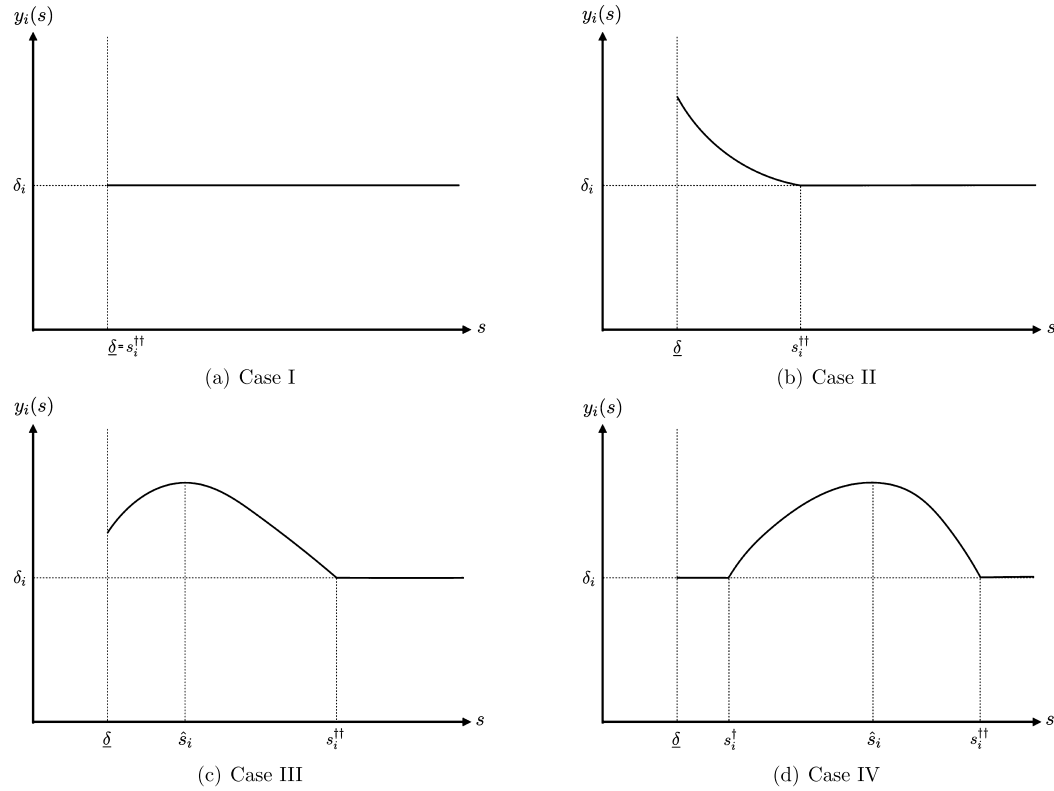 y_i(s)
δ_i
s
δ̲ = s_i^††
(a) Case I
y_i(s)
δ_i
s
δ̲ s_i^††
(b) Case II
y_i(s)
δ_i
s
δ̲ ŝ_i s_i^††
(c) Case III
y_i(s)
δ_i
s
δ̲ s_i^† ŝ_i s_i^††
(d) Case IV